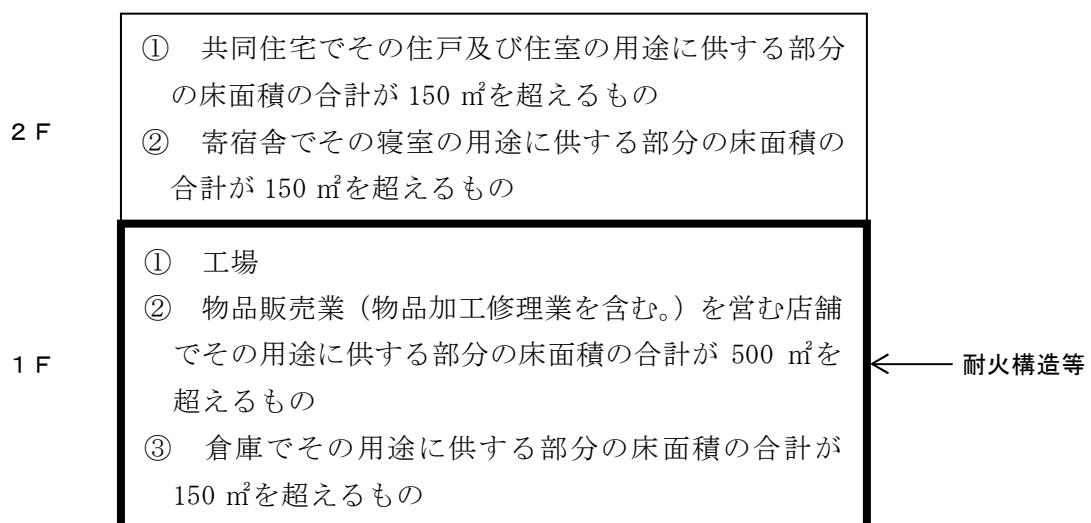 ① 共同住宅でその住戸及び住室の用途に供する部分
の床面積の合計が 150 ㎡を超えるもの
２Ｆ
② 寄宿舎でその寝室の用途に供する部分の床面積の
合計が 150 ㎡を超えるもの
① 工場
② 物品販売業（物品加工修理業を含む。）を営む店舗
でその用途に供する部分の床面積の合計が 500 ㎡を
超えるもの
１Ｆ
耐火構造等
③ 倉庫でその用途に供する部分の床面積の合計が
150 ㎡を超えるもの